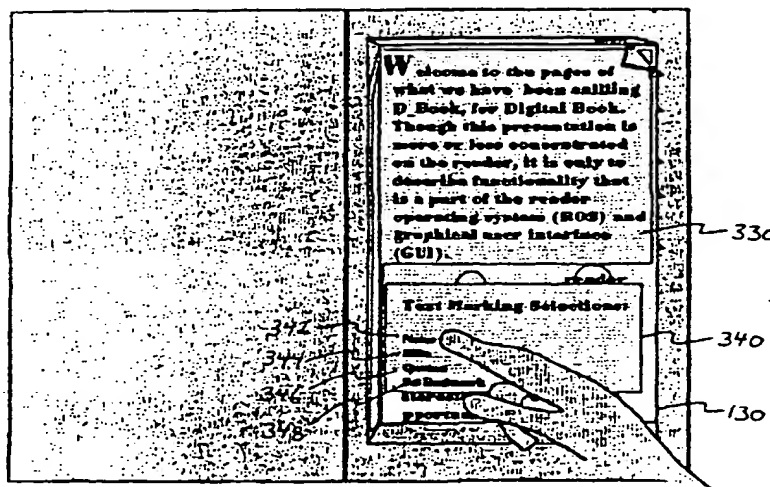 Welcome to the pages of
what we have been calling
D_Book, for Digital Book.
Though this presentation is
more or less concentrated
on the reader, it is only to
describe functionality that
is a part of the reader
operating system (ROS) and
graphical user interface
(GUI).
reader
Text Marking Selections:
330
340
130
342
344
346
348